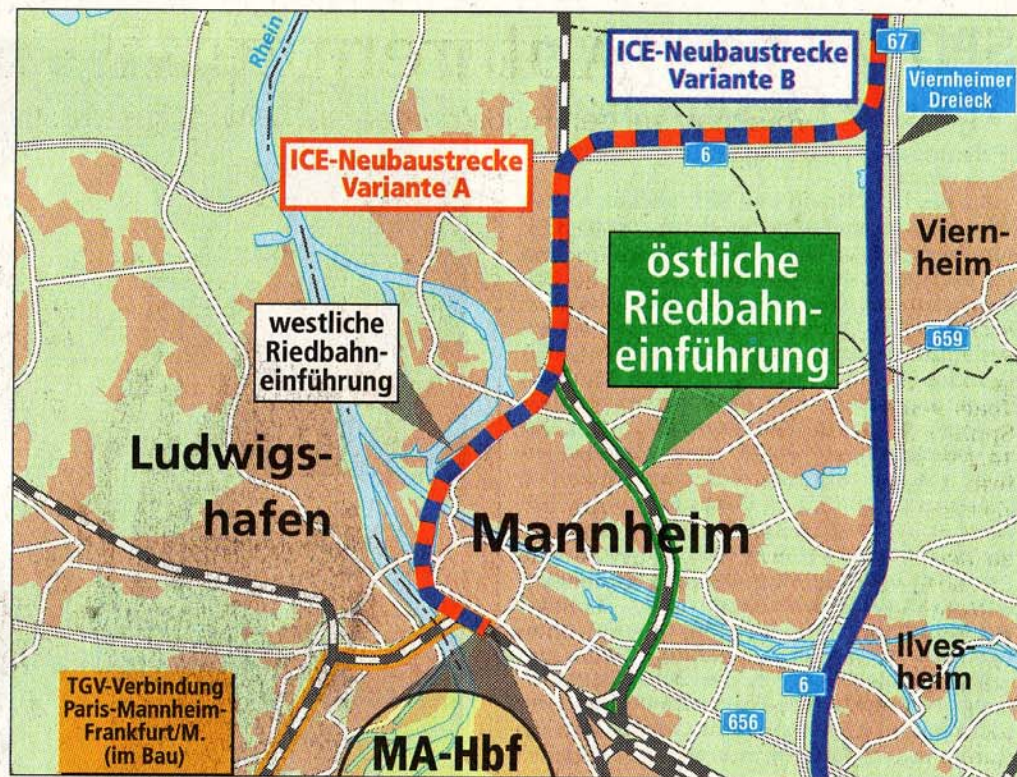 Rhein
ICE-Neubaustrecke
Variante B
67
Viernheimer
Dreieck
ICE-Neubaustrecke
Variante A
6
Viern-
heim
östliche
Riedbahn-
einführung
westliche
Riedbahn-
einführung
659
Ludwigs-
hafen
Mannheim
Ilves-
heim
TGV-Verbindung
Paris-Mannheim-
Frankfurt/M.
(im Bau)
6
656
MA-Hbf